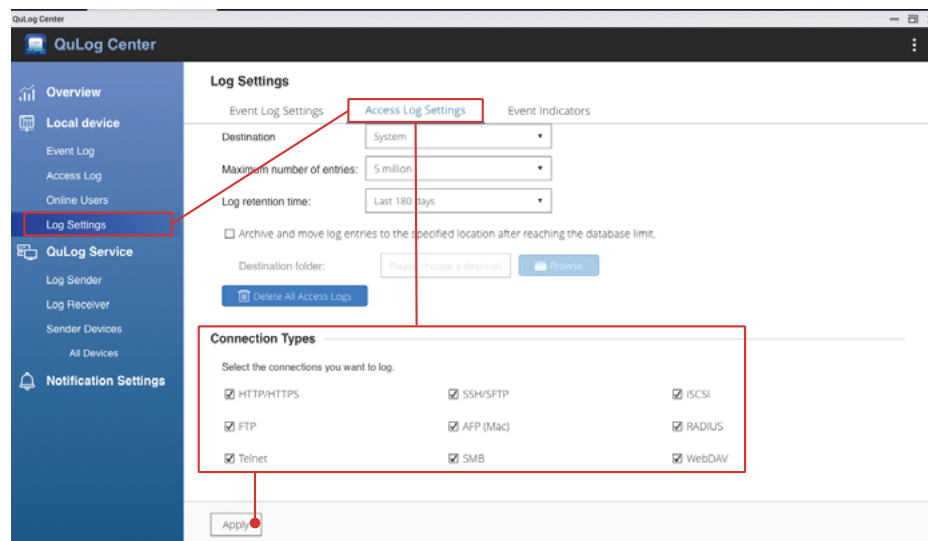 QuLog Center
QuLog Center
Overview
Local device
Event Log
Access Log
Online Users
Log Settings
QuLog Service
Log Sender
Log Receiver
Sender Devices
All Devices
Notification Settings
Log Settings
Event Log Settings Access Log Settings Event Indicators
Destination System
Maximum number of entries: 5 million
Log retention time: Last 180 days
Archive and move log entries to the specified location after reaching the database limit.
Destination folder: Please choose a destinati Browse
Delete All Access Logs
Connection Types
Select the connections you want to log.
HTTP/HTTPS SSH/SFTP iSCSI
FTP AFP (Mac) RADIUS
Telnet SMB WebDAV
Apply